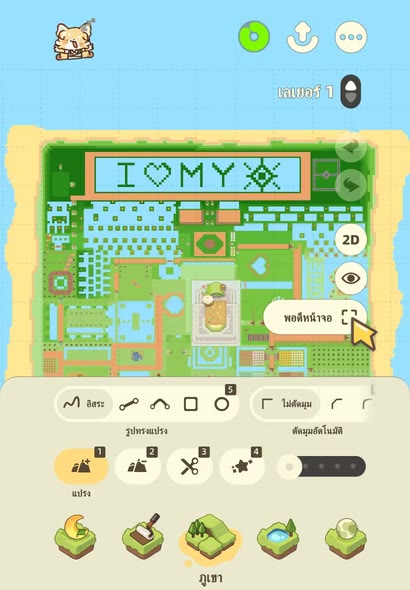 เลเยอร์ 1
I ♡ MY
2D
พอดีหน้าจอ
อิสระ
5
ไม่ตัดมุม
รูปทรงแปรง
ตัดมุมอัตโนมัติ
1
2
3
4
แปรง
ภูเขา